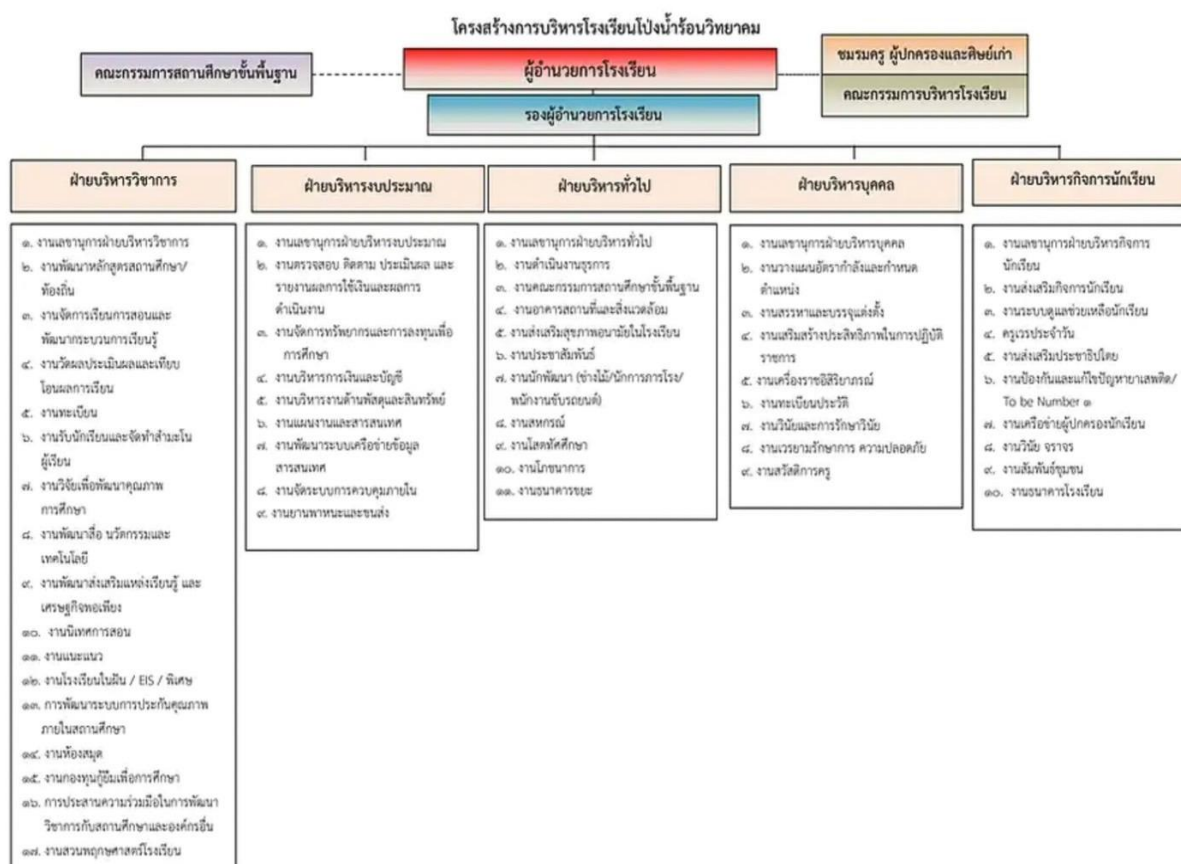 โครงสร้างการบริหารโรงเรียนโป่งน้ำร้อนวิทยาคม
คณะกรรมการสถานศึกษาขั้นพื้นฐาน
ผู้อำนวยการโรงเรียน
ชมรมครู ผู้ปกครองและศิษย์เก่า
คณะกรรมการบริหารโรงเรียน
รองผู้อำนวยการโรงเรียน
ฝ่ายบริหารวิชาการ
๑. งานเลขานุการฝ่ายบริหารวิชาการ
๒. งานพัฒนาหลักสูตรสถานศึกษา/
ท้องถิ่น
๓. งานจัดการเรียนการสอนและ
พัฒนากระบวนการเรียนรู้
๔. งานวัดผลประเมินผลและเทียบ
โอนผลการเรียน
๕. งานทะเบียน
๖. งานรับนักเรียนและจัดทำสำมะโน
ผู้เรียน
๗. งานวิจัยเพื่อพัฒนาคุณภาพ
การศึกษา
๘. งานพัฒนาสื่อ นวัตกรรมและ
เทคโนโลยี
๙. งานพัฒนาส่งเสริมแหล่งเรียนรู้ และ
เศรษฐกิจพอเพียง
๑๐. งานนิเทศการสอน
๑๑. งานแนะแนว
๑๒. งานโรงเรียนในฝัน / EIS / พิเศษ
๑๓. การพัฒนาระบบการประกันคุณภาพ
ภายในสถานศึกษา
๑๔. งานห้องสมุด
๑๕. งานกองทุนกู้ยืมเพื่อการศึกษา
๑๖. การประสานความร่วมมือในการพัฒนา
วิชาการกับสถานศึกษาและองค์กรอื่น
๑๗. งานสวนพฤกษศาสตร์โรงเรียน
ฝ่ายบริหารงบประมาณ
๑. งานเลขานุการฝ่ายบริหารงบประมาณ
๒. งานตรวจสอบ ติดตาม ประเมินผล และ
รายงานผลการใช้เงินและผลการ
ดำเนินงาน
๓. งานจัดการทรัพยากรและการลงทุนเพื่อ
การศึกษา
๔. งานบริหารการเงินและบัญชี
๕. งานบริหารงานด้านพัสดุและสินทรัพย์
๖. งานแผนงานและสารสนเทศ
๗. งานพัฒนาระบบเครือข่ายข้อมูล
สารสนเทศ
๘. งานจัดระบบการควบคุมภายใน
๙. งานยานพาหนะและขนส่ง
ฝ่ายบริหารทั่วไป
๑. งานเลขานุการฝ่ายบริหารทั่วไป
๒. งานดำเนินงานธุรการ
๓. งานคณะกรรมการสถานศึกษาขั้นพื้นฐาน
๔. งานอาคารสถานที่และสิ่งแวดล้อม
๕. งานส่งเสริมสุขภาพอนามัยในโรงเรียน
๖. งานประชาสัมพันธ์
๗. งานนักพัฒนา (ช่างไม้/นักการภารโรง/
พนักงานขับรถยนต์)
๘. งานสหกรณ์
๙. งานโสตทัศศึกษา
๑๐. งานโภชนาการ
๑๑. งานธนาคารขยะ
ฝ่ายบริหารบุคคล
๑. งานเลขานุการฝ่ายบริหารบุคคล
๒. งานวางแผนอัตรากำลังและกำหนด
ตำแหน่ง
๓. งานสรรหาและบรรจุแต่งตั้ง
๔. งานเสริมสร้างประสิทธิภาพในการปฏิบัติ
ราชการ
๕. งานเครื่องราชอิสริยาภรณ์
๖. งานทะเบียนประวัติ
๗. งานวินัยและการรักษาวินัย
๘. งานเวรยามรักษาการ ความปลอดภัย
๙. งานสวัสดิการครู
ฝ่ายบริหารกิจการนักเรียน
๑. งานเลขานุการฝ่ายบริหารกิจการ
นักเรียน
๒. งานส่งเสริมกิจการนักเรียน
๓. งานระบบดูแลช่วยเหลือนักเรียน
๔. ครูเวรประจำวัน
๕. งานส่งเสริมประชาธิปไตย
๖. งานป้องกันและแก้ไขปัญหายาเสพติด/
To be Number ๑
๗. งานเครือข่ายผู้ปกครองนักเรียน
๘. งานวินัย จราจร
๙. งานสัมพันธ์ชุมชน
๑๐. งานธนาคารโรงเรียน